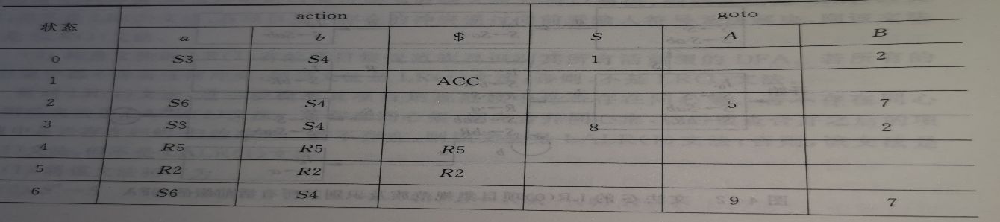 状态 action goto
a b $ S A B
0 S3 S4 1 2
1 ACC
2 S6 S4 5 7
3 S3 S4 8 2
4 R5 R5 R5
5 R2 R2 R2
6 S6 S4 9 7